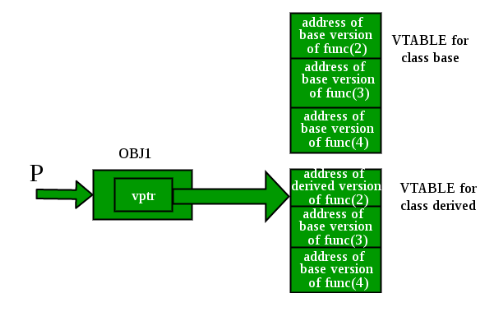 address of
base version
of func(2)
VTABLE for
class base
address of
base version
of func(3)
address of
base version
of func(4)
OBJ1
P
vptr
address of
derived version
of func(2)
VTABLE for
class derived
address of
base version
of func(3)
address of
base version
of func(4)